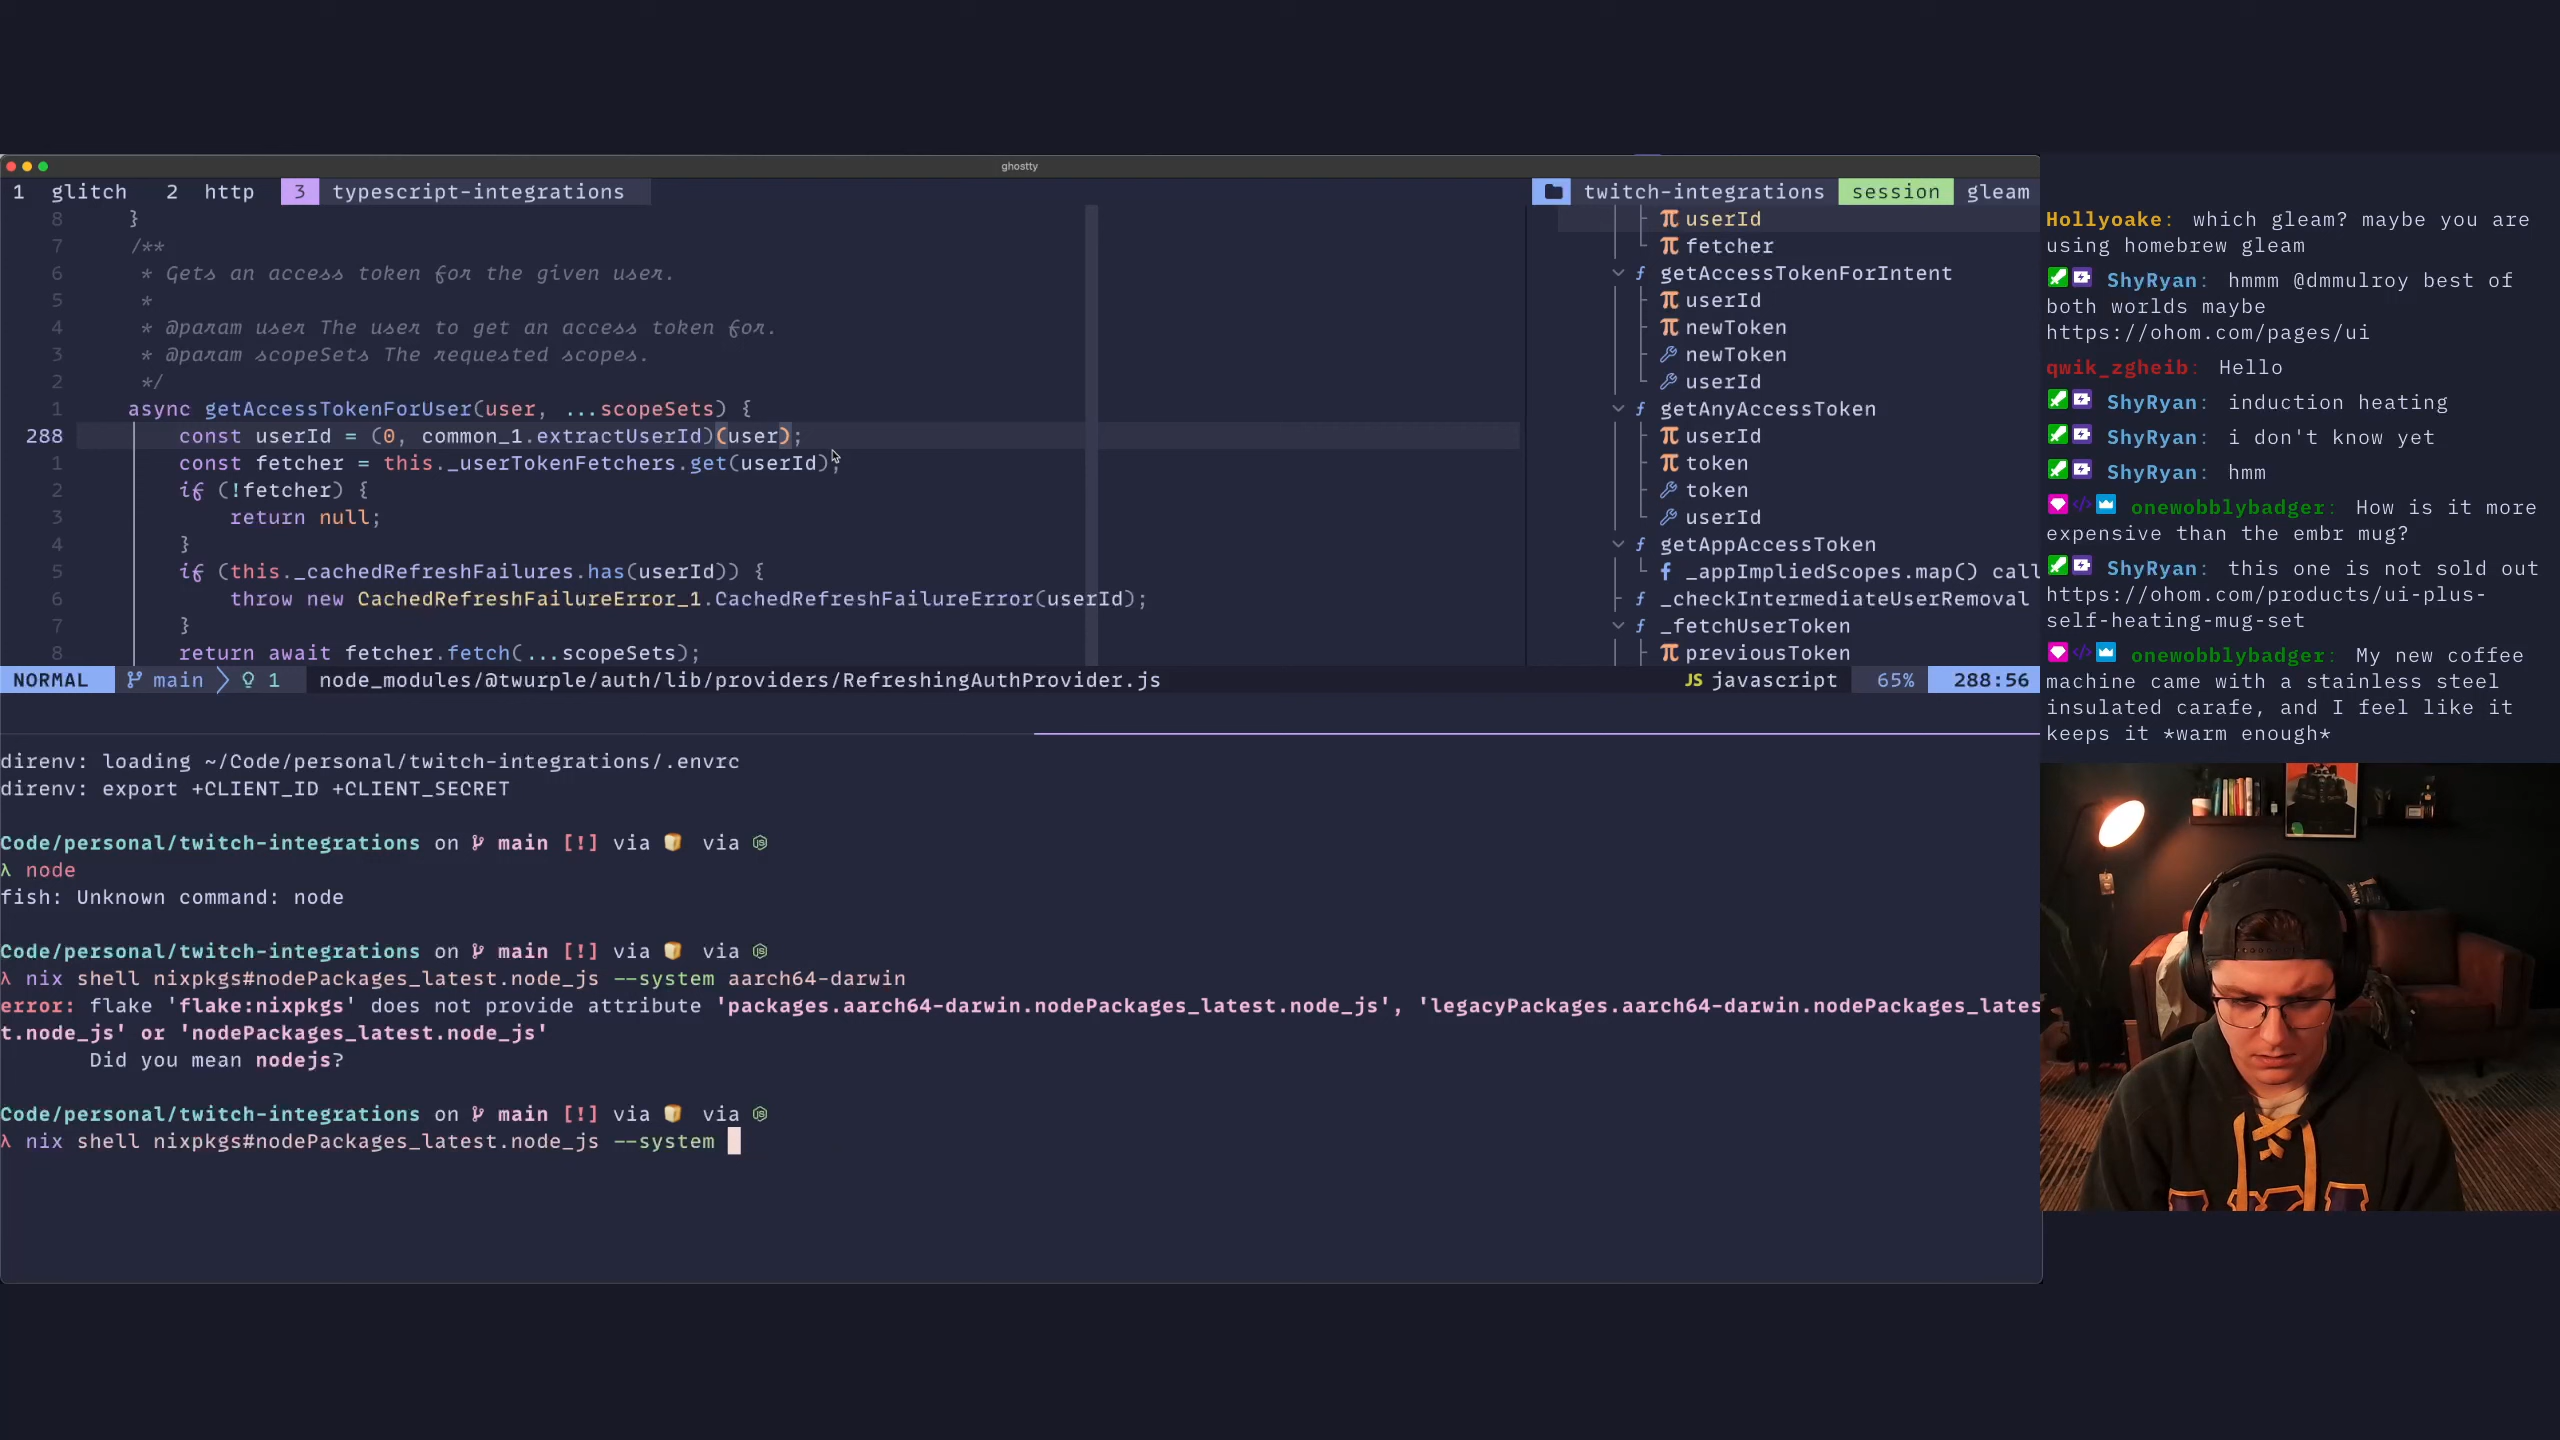 ghostty
1 glitch 2 http 3 typescript-integrations
twitch-integrations session gleam
8 }
7 /**
6 * Gets an access token for the given user.
5 *
4 * @param user The user to get an access token for.
3 * @param scopeSets The requested scopes.
2 */
1 async getAccessTokenForUser(user, ...scopeSets) {
288 const userId = (0, common_1.extractUserId)(user);
1 const fetcher = this._userTokenFetchers.get(userId);
2 if (!fetcher) {
3 return null;
4 }
5 if (this._cachedRefreshFailures.has(userId)) {
6 throw new CachedRefreshFailureError_1.CachedRefreshFailureError(userId);
7 }
8 return await fetcher.fetch(...scopeSets);
userId
fetcher
getAccessTokenForIntent
userId
newToken
newToken
userId
getAnyAccessToken
userId
token
token
userId
getAppAccessToken
_appImpliedScopes.map() call
_checkIntermediateUserRemoval
_fetchUserToken
previousToken
NORMAL main 1 node_modules/@twurple/auth/lib/providers/RefreshingAuthProvider.js JS javascript 65% 288:56
direnv: loading ~/Code/personal/twitch-integrations/.envrc
direnv: export +CLIENT_ID +CLIENT_SECRET
Code/personal/twitch-integrations on main [!] via via
λ node
fish: Unknown command: node
Code/personal/twitch-integrations on main [!] via via
λ nix shell nixpkgs#nodePackages_latest.node_js --system aarch64-darwin
error: flake 'flake:nixpkgs' does not provide attribute 'packages.aarch64-darwin.nodePackages_latest.node_js', 'legacyPackages.aarch64-darwin.nodePackages_lates
t.node_js' or 'nodePackages_latest.node_js'
Did you mean nodejs?
Code/personal/twitch-integrations on main [!] via via
λ nix shell nixpkgs#nodePackages_latest.node_js --system
Hollyoake: which gleam? maybe you are
using homebrew gleam
ShyRyan: hmmm @dmmulroy best of
both worlds maybe
https://ohom.com/pages/ui
qwik_zgheib: Hello
ShyRyan: induction heating
ShyRyan: i don't know yet
ShyRyan: hmm
onewobblybadger: How is it more
expensive than the embr mug?
ShyRyan: this one is not sold out
https://ohom.com/products/ui-plus-
self-heating-mug-set
onewobblybadger: My new coffee
machine came with a stainless steel
insulated carafe, and I feel like it
keeps it *warm enough*